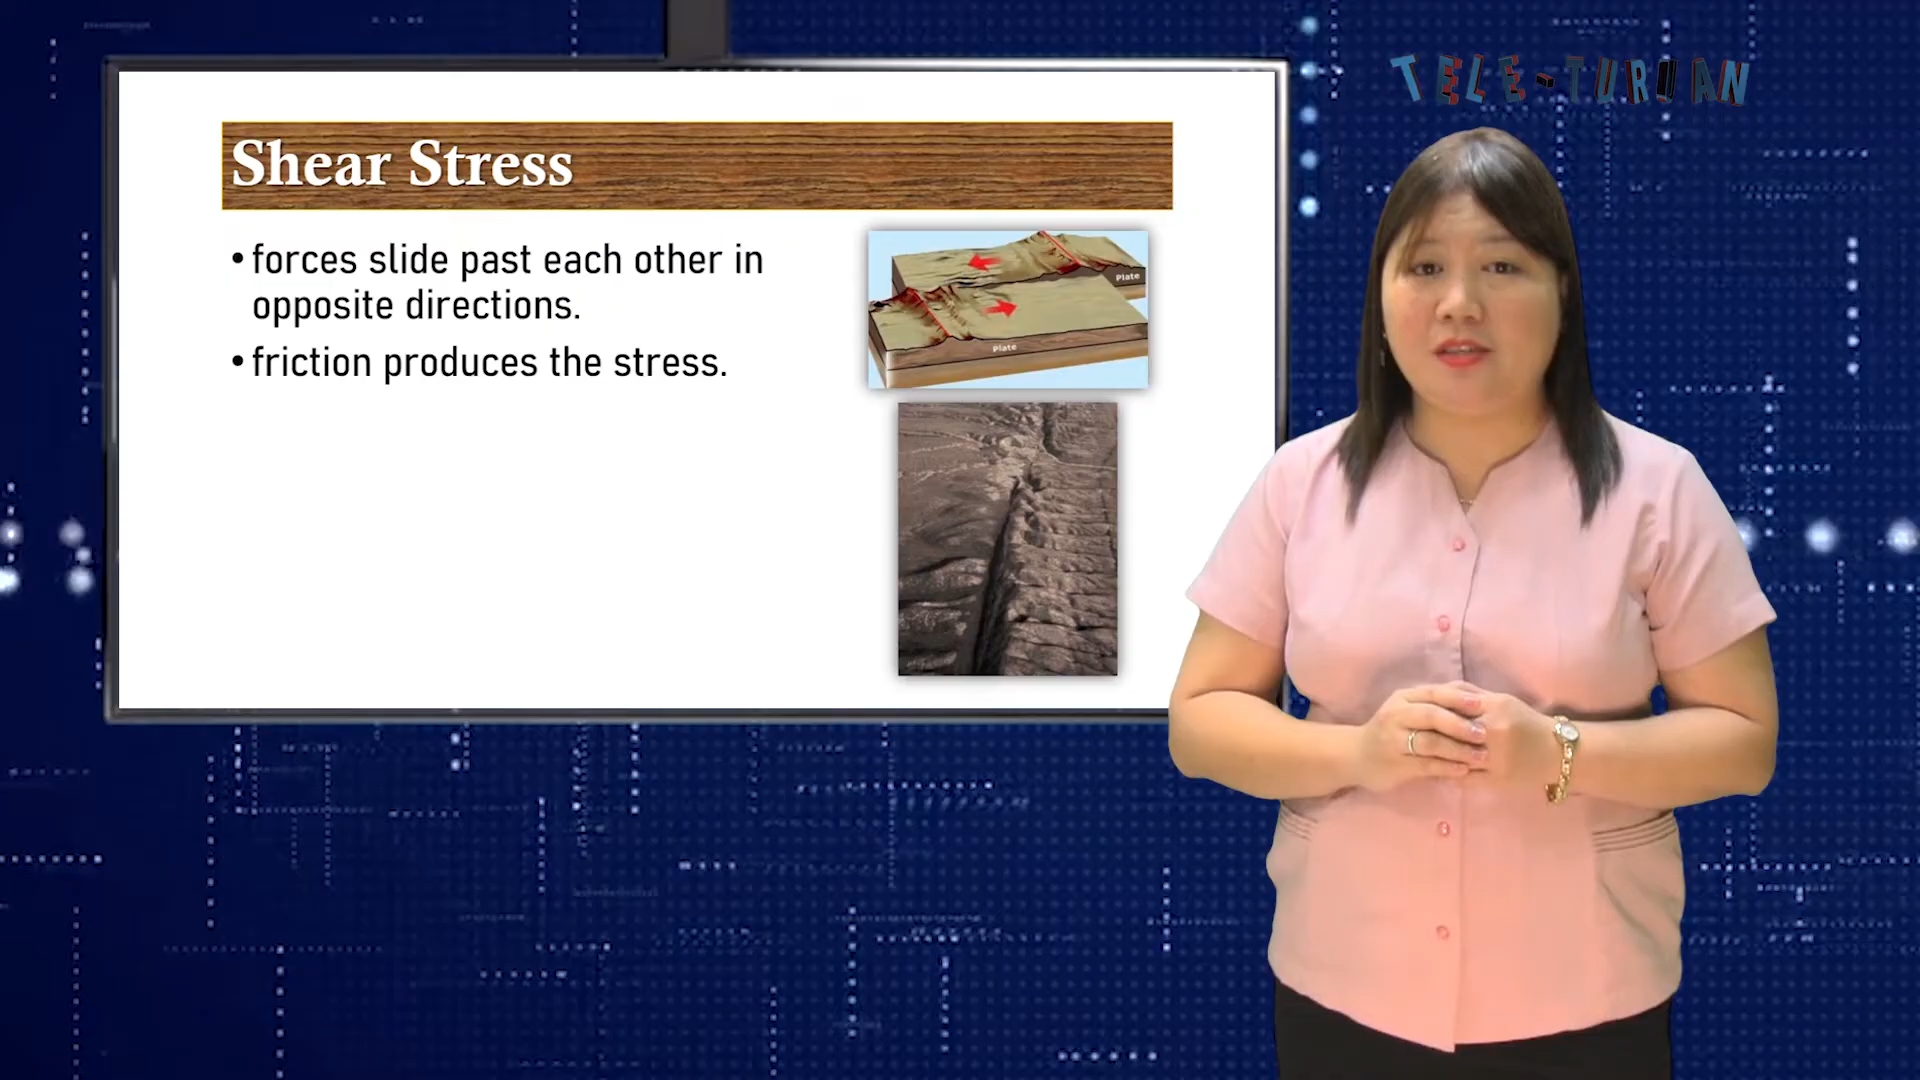 TELE-TURUAN
Shear Stress
• forces slide past each other in
opposite directions.
• friction produces the stress.
Plate
Plate